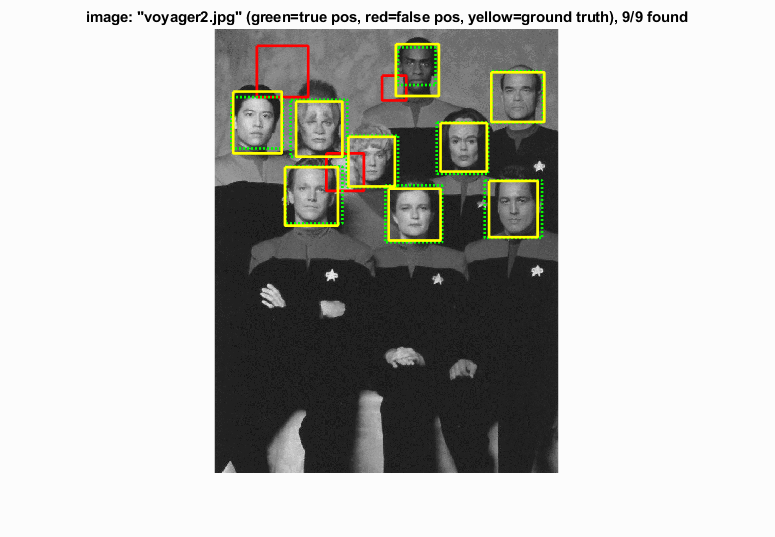 image: "voyager2.jpg" (green=true pos, red=false pos, yellow=ground truth), 9/9 found